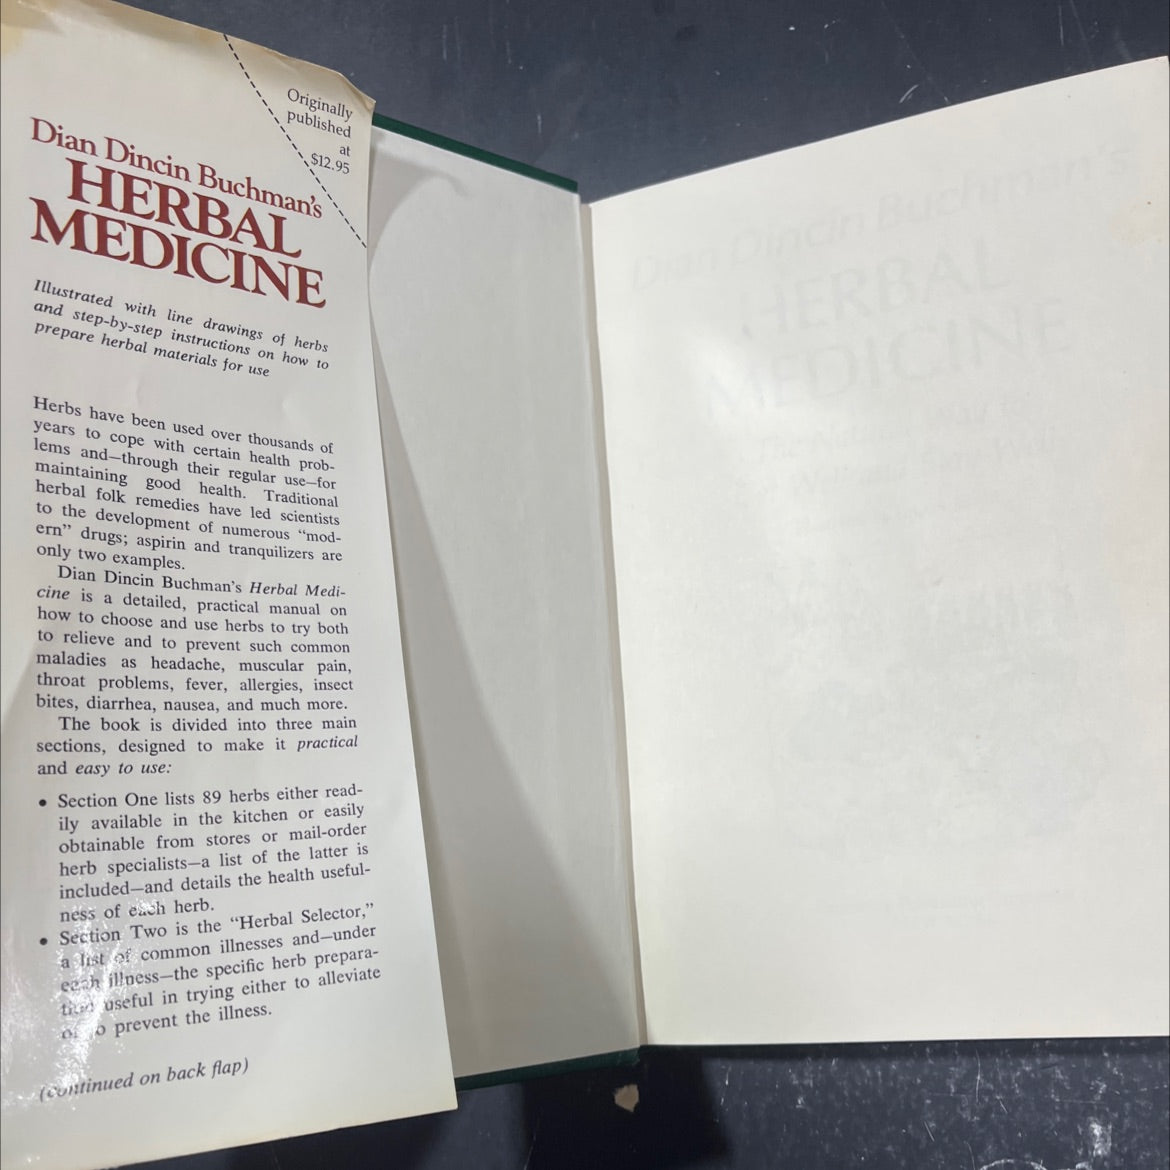 Originally
published
at
$12.95
Dian Dincin Buchman's
HERBAL
MEDICINE
Illustrated with line drawings of herbs
and step-by-step instructions on how to
prepare herbal materials for use
Herbs have been used over thousands of
years to cope with certain health prob-
lems and—through their regular use—for
maintaining good health. Traditional
herbal folk remedies have led scientists
to the development of numerous “mod-
ern” drugs; aspirin and tranquilizers are
only two examples.
Dian Dincin Buchman's Herbal Medi-
cine is a detailed, practical manual on
how to choose and use herbs to try both
to relieve and to prevent such common
maladies as headache, muscular pain,
throat problems, fever, allergies, insect
bites, diarrhea, nausea, and much more.
The book is divided into three main
sections, designed to make it practical
and easy to use:
• Section One lists 89 herbs either read-
ily available in the kitchen or easily
obtainable from stores or mail-order
herb specialists—a list of the latter is
included—and details the health useful-
ness of each herb.
• Section Two is the “Herbal Selector,”
a list of common illnesses and—under
each illness—the specific herb prepara-
tion useful in trying either to alleviate
or to prevent the illness.
(continued on back flap)
Dian Dincin Buchman's
HERBAL
MEDICINE